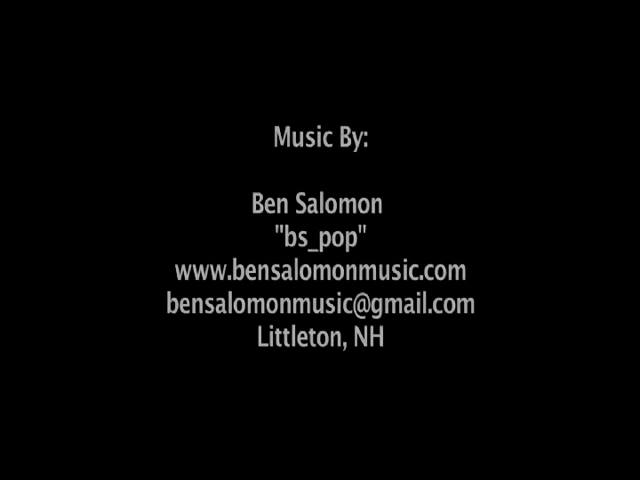 Music By:
Ben Salomon
"bs_pop"
www.bensalomonmusic.com
bensalomonmusic@gmail.com
Littleton, NH